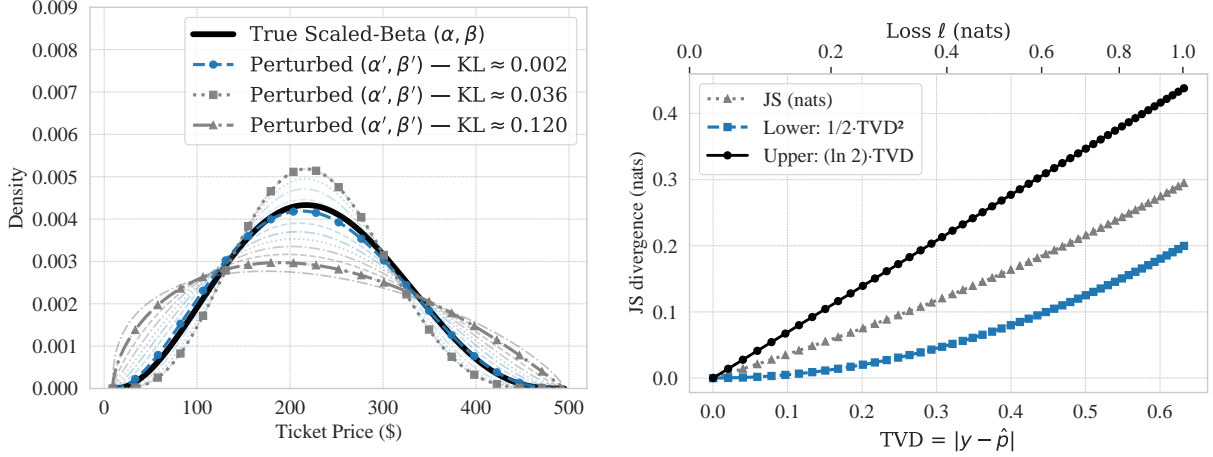 0.009
0.008
0.007
0.006
0.005
0.004
0.003
0.002
0.001
0.000
Density
True Scaled-Beta (α, β)
Perturbed (α′, β′) — KL ≈ 0.002
Perturbed (α′, β′) — KL ≈ 0.036
Perturbed (α′, β′) — KL ≈ 0.120
0 100 200 300 400 500
Ticket Price ($)
Loss ℓ (nats)
0.0 0.2 0.4 0.6 0.8 1.0
JS (nats)
Lower: 1/2·TVD²
Upper: (ln 2)·TVD
0.4
0.3
0.2
0.1
0.0
JS divergence (nats)
0.0 0.1 0.2 0.3 0.4 0.5 0.6
TVD = |y − p̂|